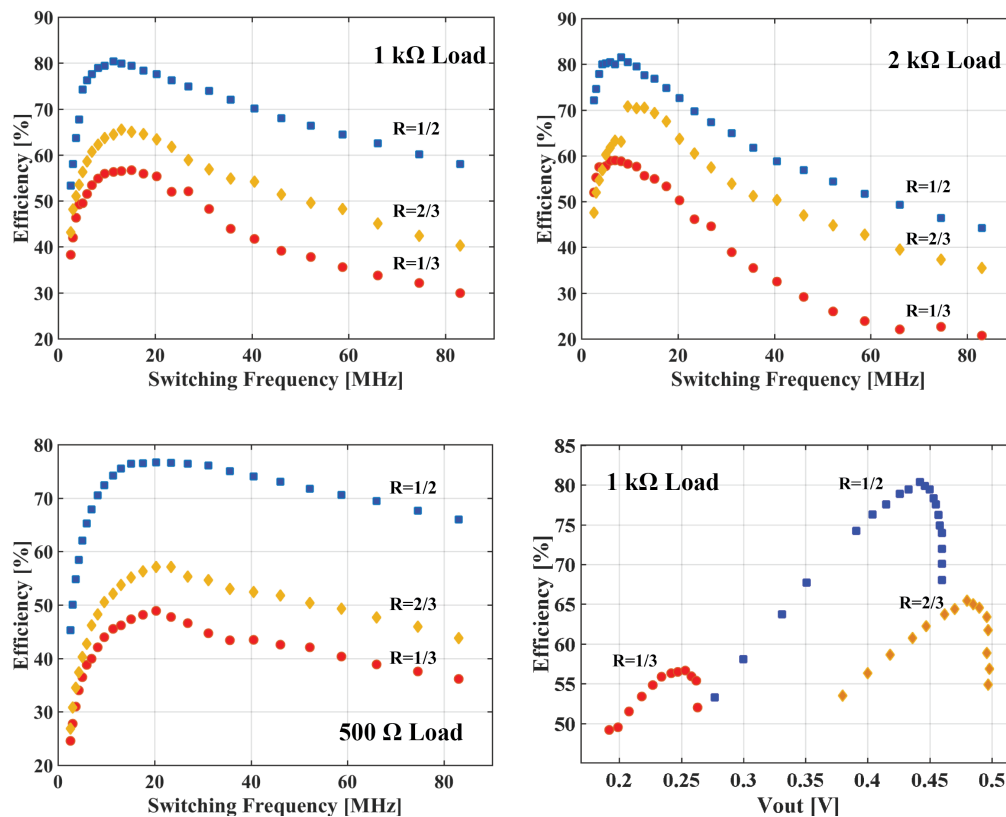 90
80
70
60
50
40
30
20
Efficiency [%]
1 kΩ Load
R=1/2
R=2/3
R=1/3
0 20 40 60 80
Switching Frequency [MHz]
90
80
70
60
50
40
30
20
Efficiency [%]
2 kΩ Load
R=1/2
R=2/3
R=1/3
0 20 40 60 80
Switching Frequency [MHz]
80
70
60
50
40
30
20
Efficiency [%]
R=1/2
R=2/3
R=1/3
500 Ω Load
0 20 40 60 80
Switching Frequency [MHz]
85
80
75
70
65
60
55
50
Efficiency [%]
1 kΩ Load
R=1/2
R=2/3
R=1/3
0.2 0.25 0.3 0.35 0.4 0.45 0.5
Vout [V]